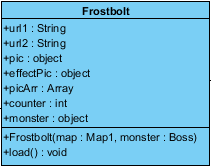 Frostbolt
+url1 : String
+url2 : String
+pic : object
+effectPic : object
+picArr : Array
+counter : int
+monster : object
+Frostbolt(map : Map1, monster : Boss)
+load() : void